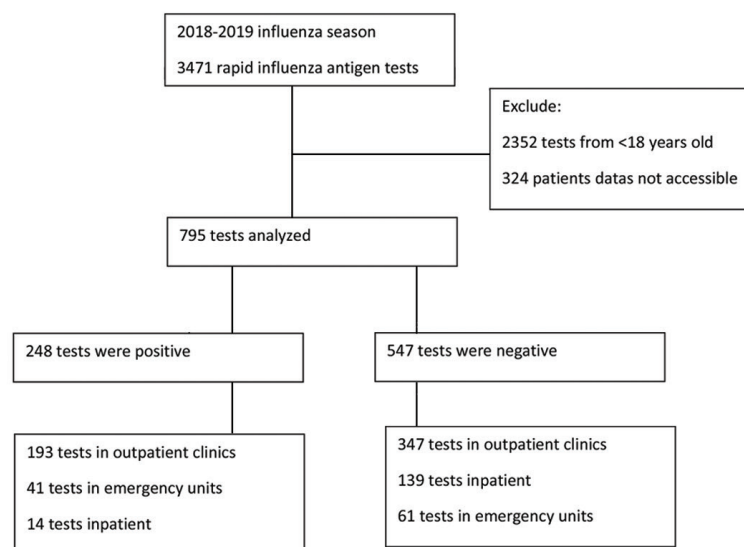 2018-2019 influenza season
3471 rapid influenza antigen tests
Exclude:
2352 tests from <18 years old
324 patients datas not accessible
795 tests analyzed
248 tests were positive
547 tests were negative
193 tests in outpatient clinics
41 tests in emergency units
14 tests inpatient
347 tests in outpatient clinics
139 tests inpatient
61 tests in emergency units